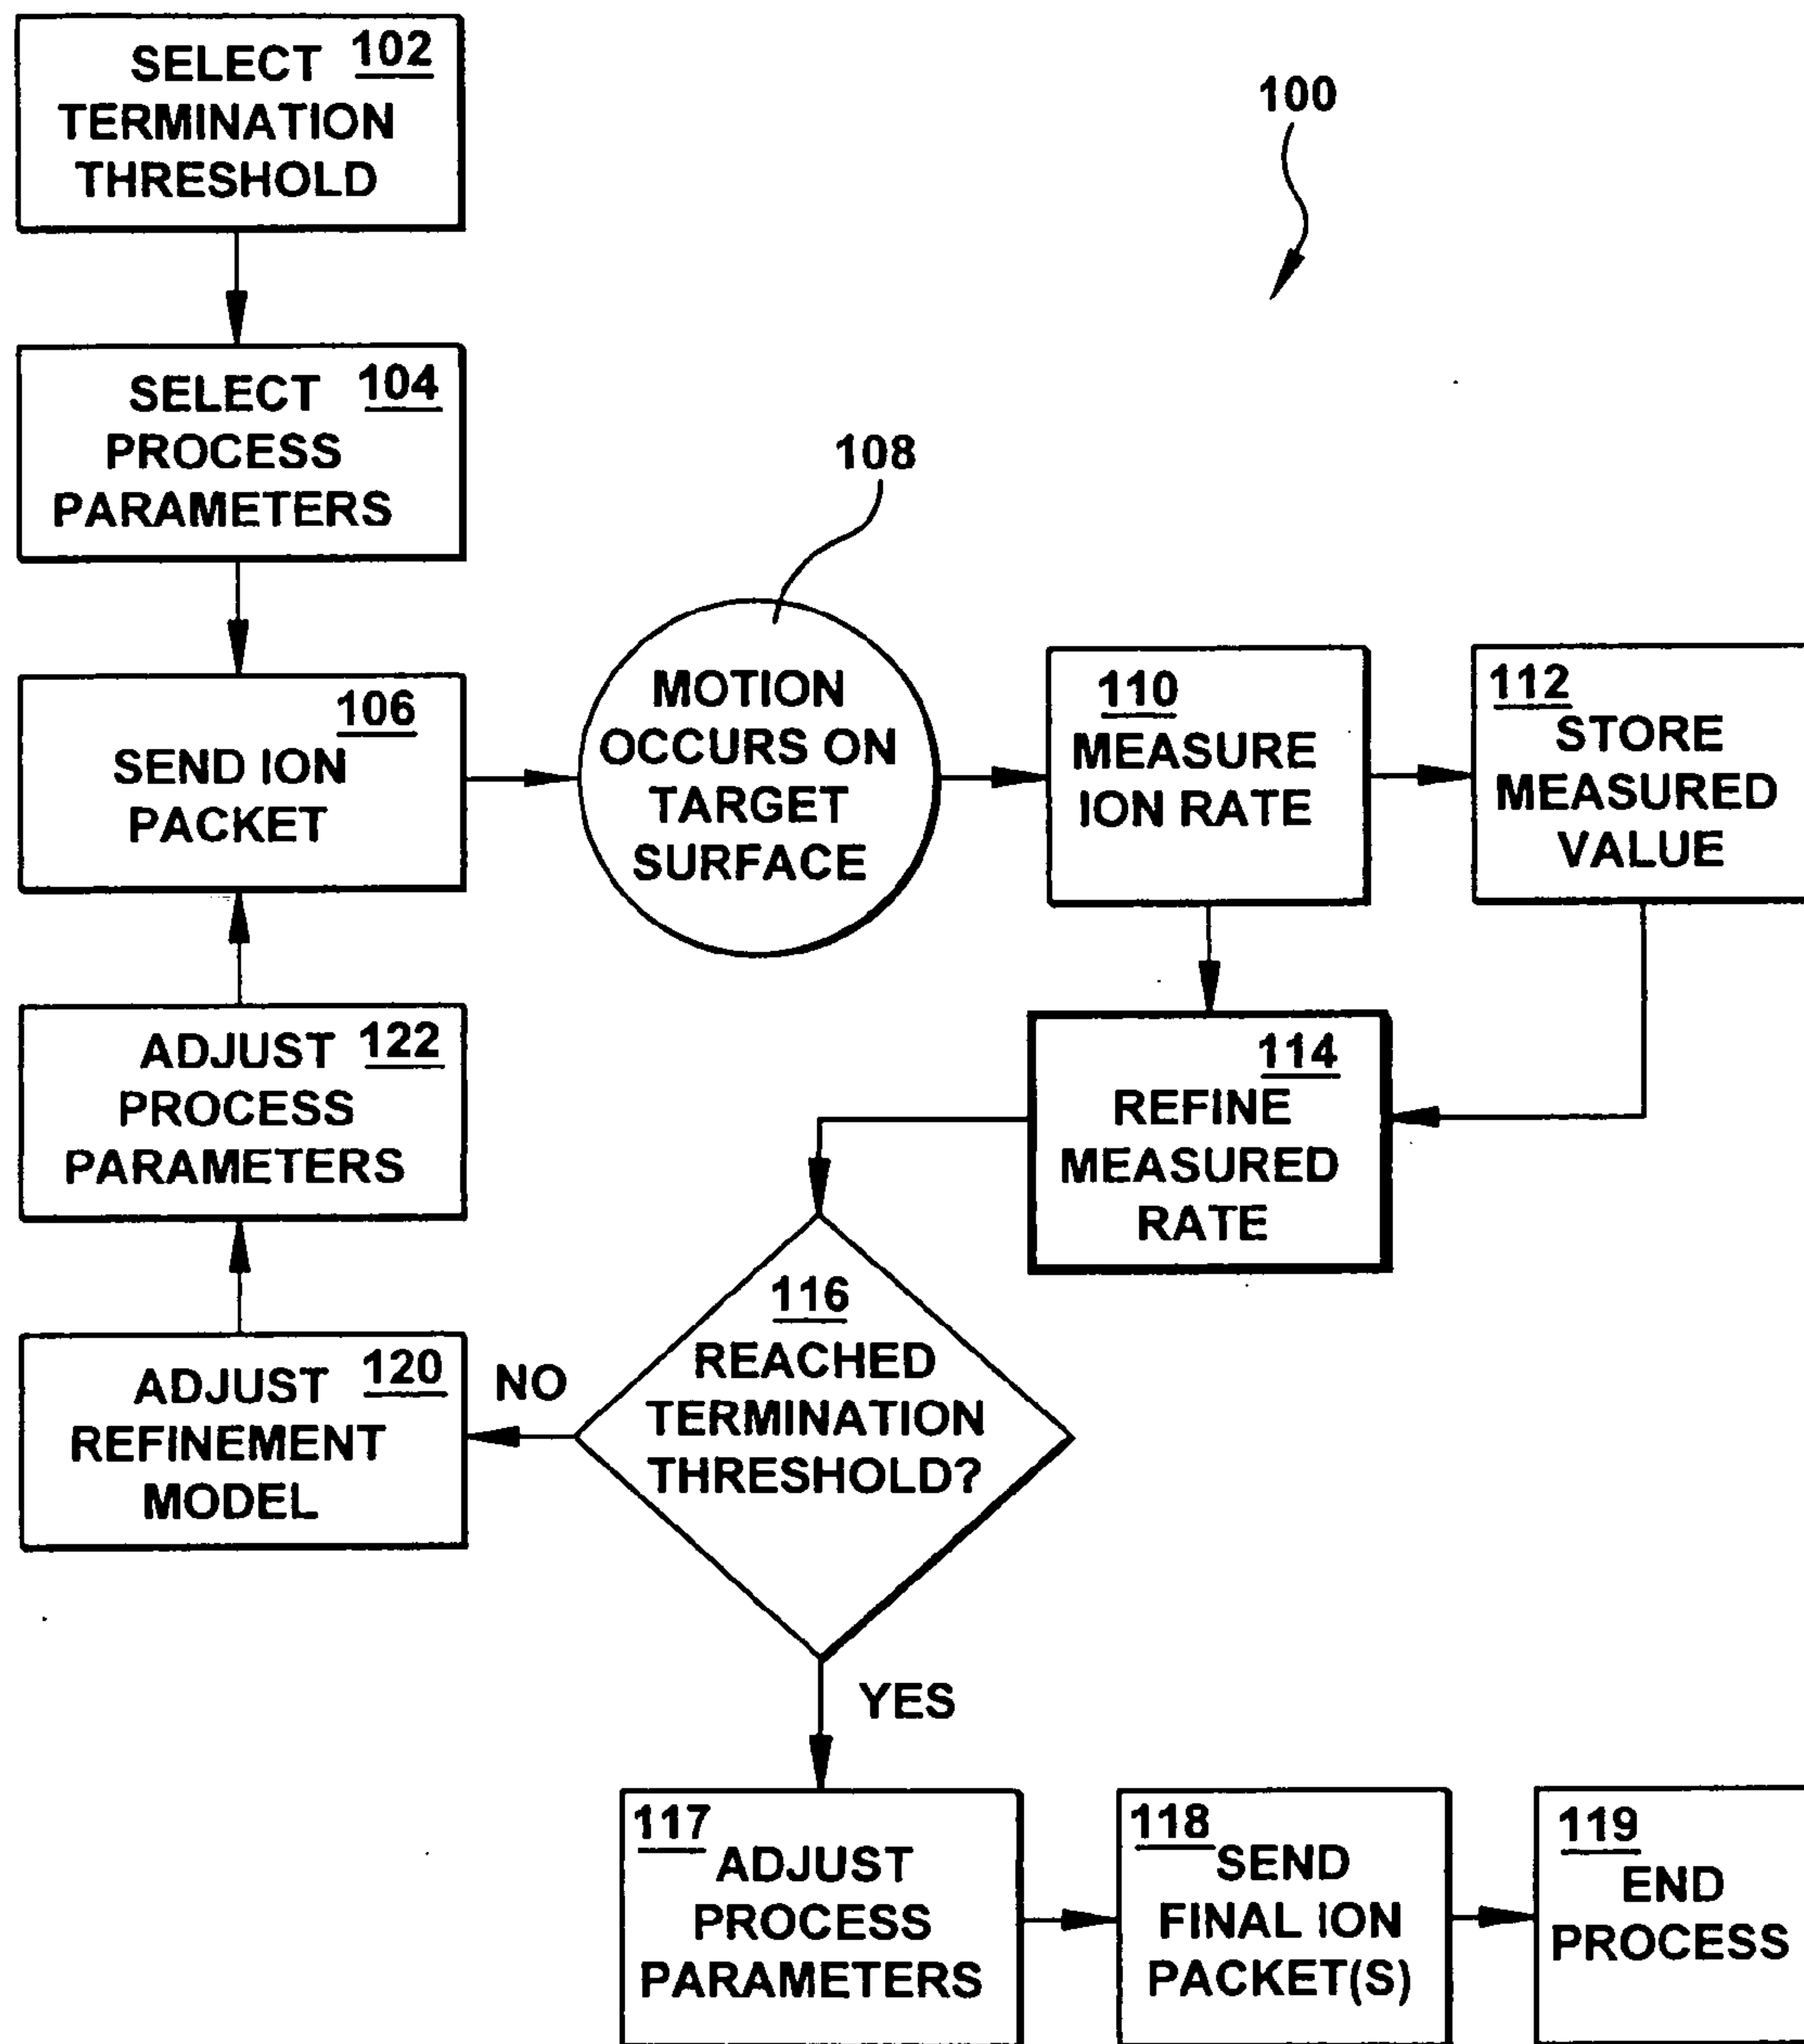 SELECT 102
TERMINATION
THRESHOLD
100
SELECT 104
PROCESS
PARAMETERS
108
106
SEND ION
PACKET
MOTION
OCCURS ON
TARGET
SURFACE
110
MEASURE
ION RATE
112
STORE
MEASURED
VALUE
114
REFINE
MEASURED
RATE
ADJUST 122
PROCESS
PARAMETERS
116
REACHED
TERMINATION
THRESHOLD?
NO
ADJUST 120
REFINEMENT
MODEL
YES
117
ADJUST
PROCESS
PARAMETERS
118
SEND
FINAL ION
PACKET(S)
119
END
PROCESS